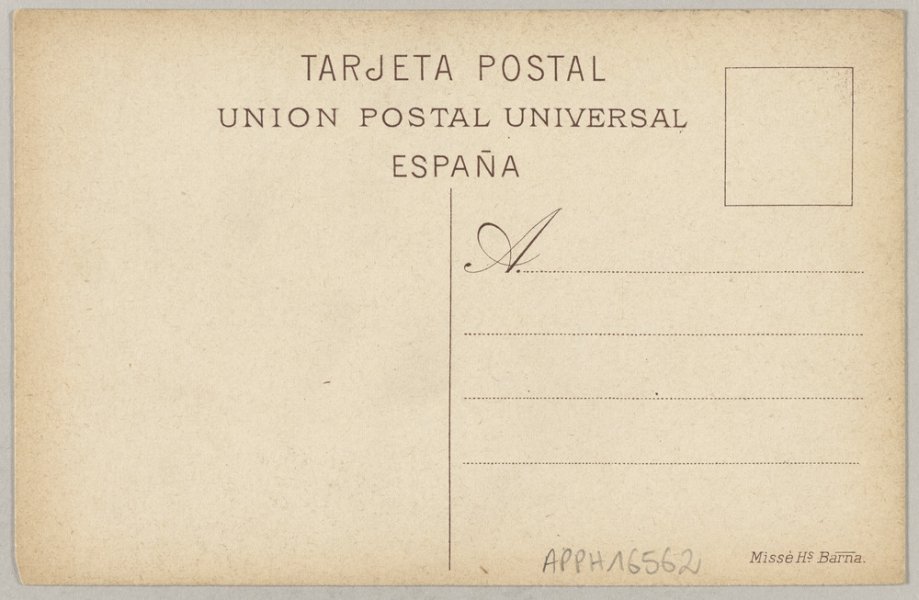 TARJETA POSTAL
UNION POSTAL UNIVERSAL
ESPAÑA
A.
APPH16562
Missé Hs. Barna.